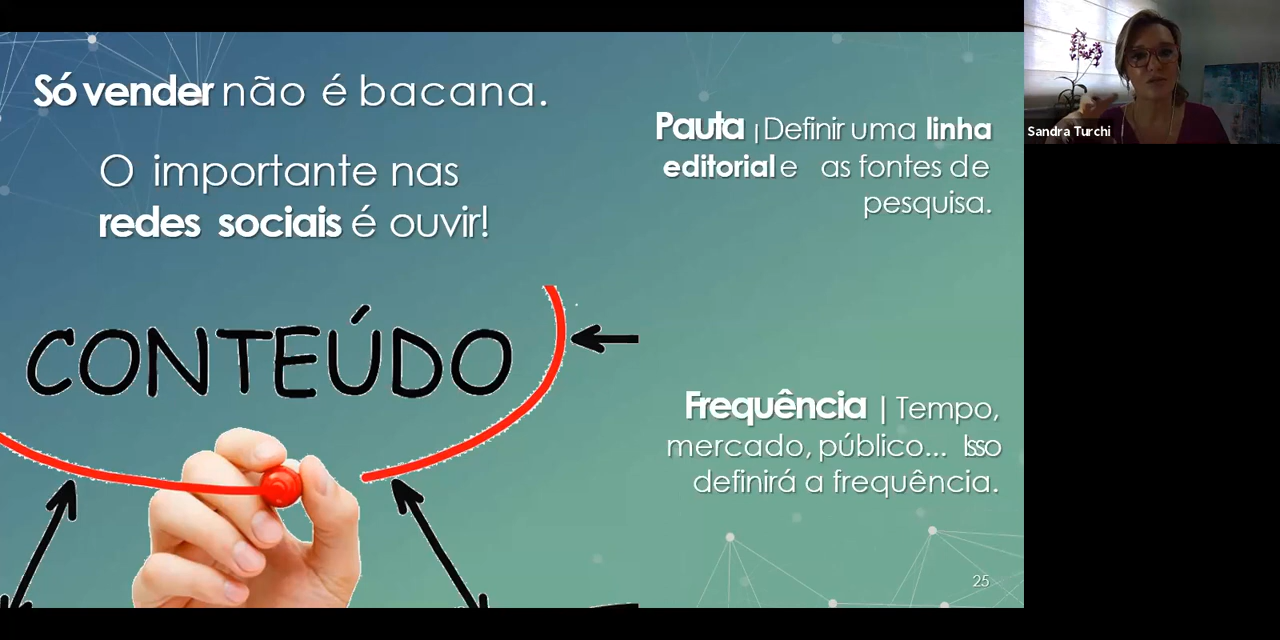 Só vender não é bacana.
O importante nas
redes sociais é ouvir!
CONTEÚDO
Pauta | Definir uma linha
editorial e as fontes de
pesquisa.
Frequência | Tempo,
mercado, público... Isso
definirá a frequência.
25
Sandra Turchi